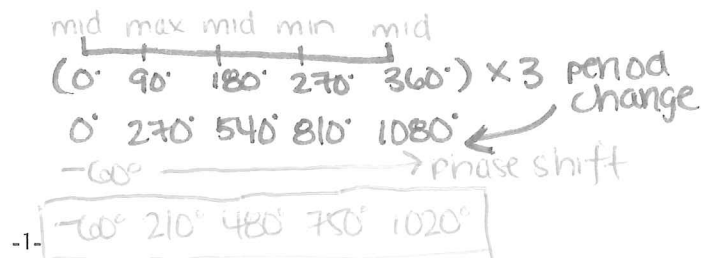 mid max mid min mid
(0° 90° 180° 270° 360°) × 3 period change
0° 270° 540° 810° 1080°
-60° → phase shift
-60° 210° 480° 750° 1020°
-1-